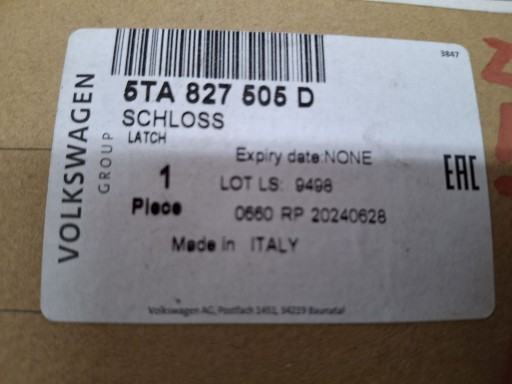 3847
5TA 827 505 D
SCHLOSS
LATCH
VOLKSWAGEN
GROUP
Expiry date:NONE
1
Piece
LOT LS: 9498
0660 RP 20240628
EAC
Made in ITALY
Volkswagen AG, Postfach 1451, 34219 Baunatal